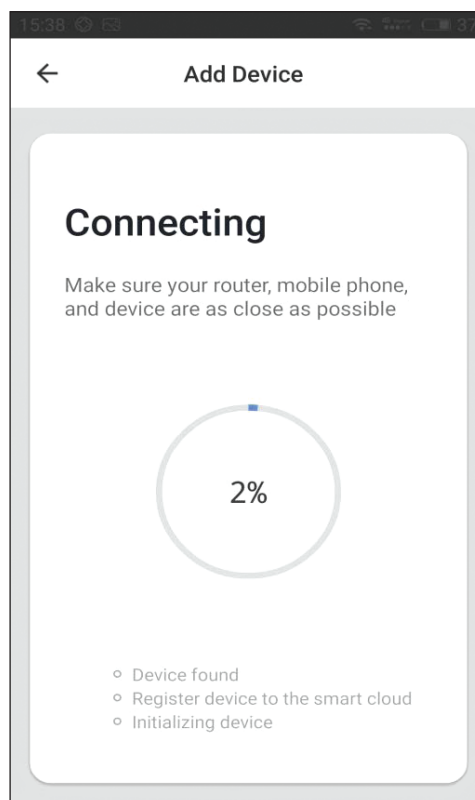 15:38 37
Add Device
Connecting
Make sure your router, mobile phone,
and device are as close as possible
2%
Device found
Register device to the smart cloud
Initializing device